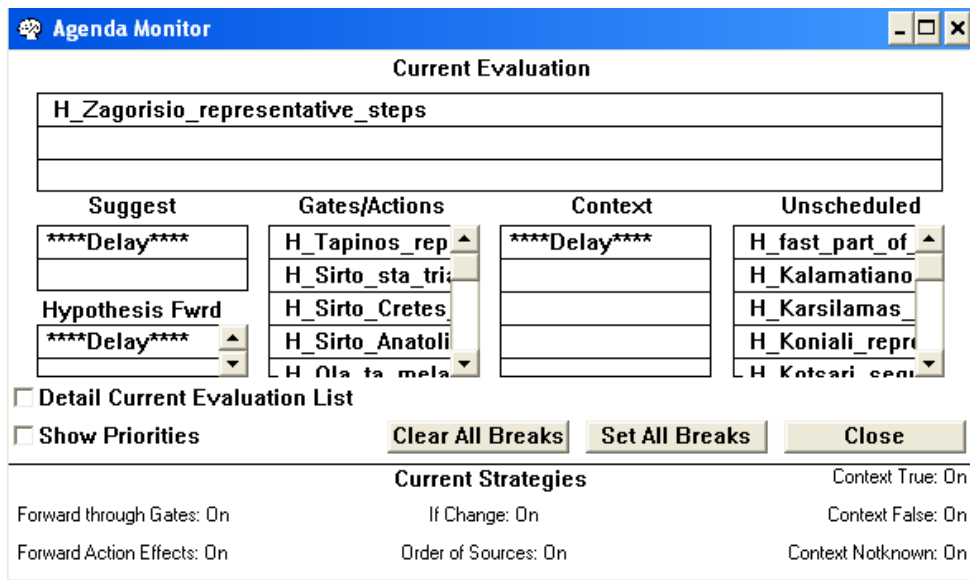 Agenda Monitor
Current Evaluation
H_Zagorisio_representative_steps
Suggest
****Delay****
Hypothesis Fwrd
****Delay****
Gates/Actions
H_Tapinos_rep
H_Sirto_sta_tria
H_Sirto_Cretes_
H_Sirto_Anatoli
H_Ola_ta_mela
Context
****Delay****
Unscheduled
H_fast_part_of_
H_Kalamatiano
H_Karsilamas_
H_Koniali_repre
H_Kotsari_sequ
Detail Current Evaluation List
Show Priorities
Clear All Breaks
Set All Breaks
Close
Current Strategies
Context True: On
Forward through Gates: On
If Change: On
Context False: On
Forward Action Effects: On
Order of Sources: On
Context Notknown: On